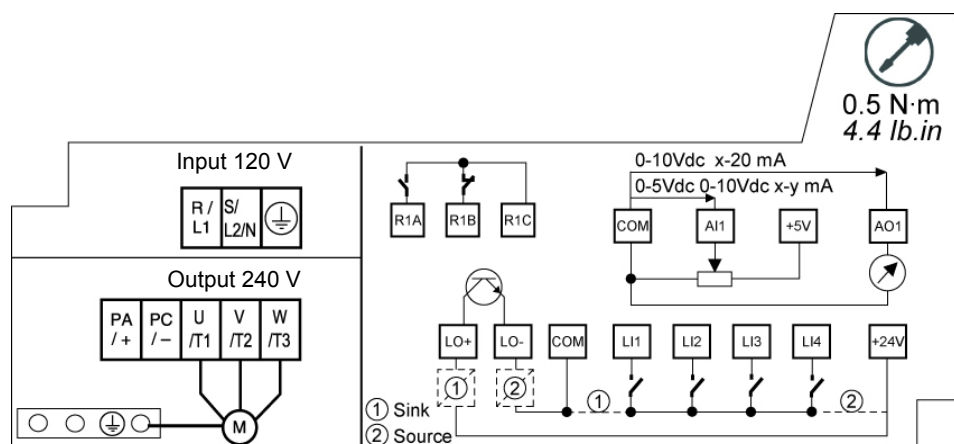 0.5 N·m
4.4 lb.in
Input 120 V
R / L1
S/ L2/N
Output 240 V
PA / +
PC / –
U /T1
V /T2
W /T3
M
R1A
R1B
R1C
0-10Vdc x-20 mA
0-5Vdc 0-10Vdc x-y mA
COM
AI1
+5V
AO1
LO+
LO-
COM
LI1
LI2
LI3
LI4
+24V
①
②
① Sink
② Source
①
②